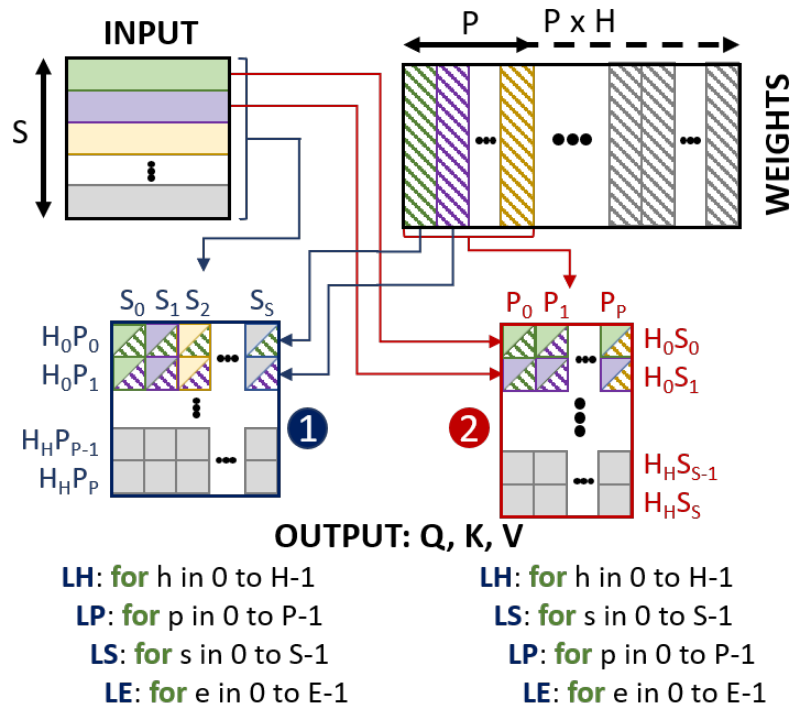 INPUT
P
P x H
S
WEIGHTS
S0 S1 S2 SS
P0 P1 PP
H0P0
H0P1
HHPP-1
HHPP
H0S0
H0S1
HHSS-1
HHSS
1
2
OUTPUT: Q, K, V
LH: for h in 0 to H-1
LP: for p in 0 to P-1
LS: for s in 0 to S-1
LE: for e in 0 to E-1
LH: for h in 0 to H-1
LS: for s in 0 to S-1
LP: for p in 0 to P-1
LE: for e in 0 to E-1